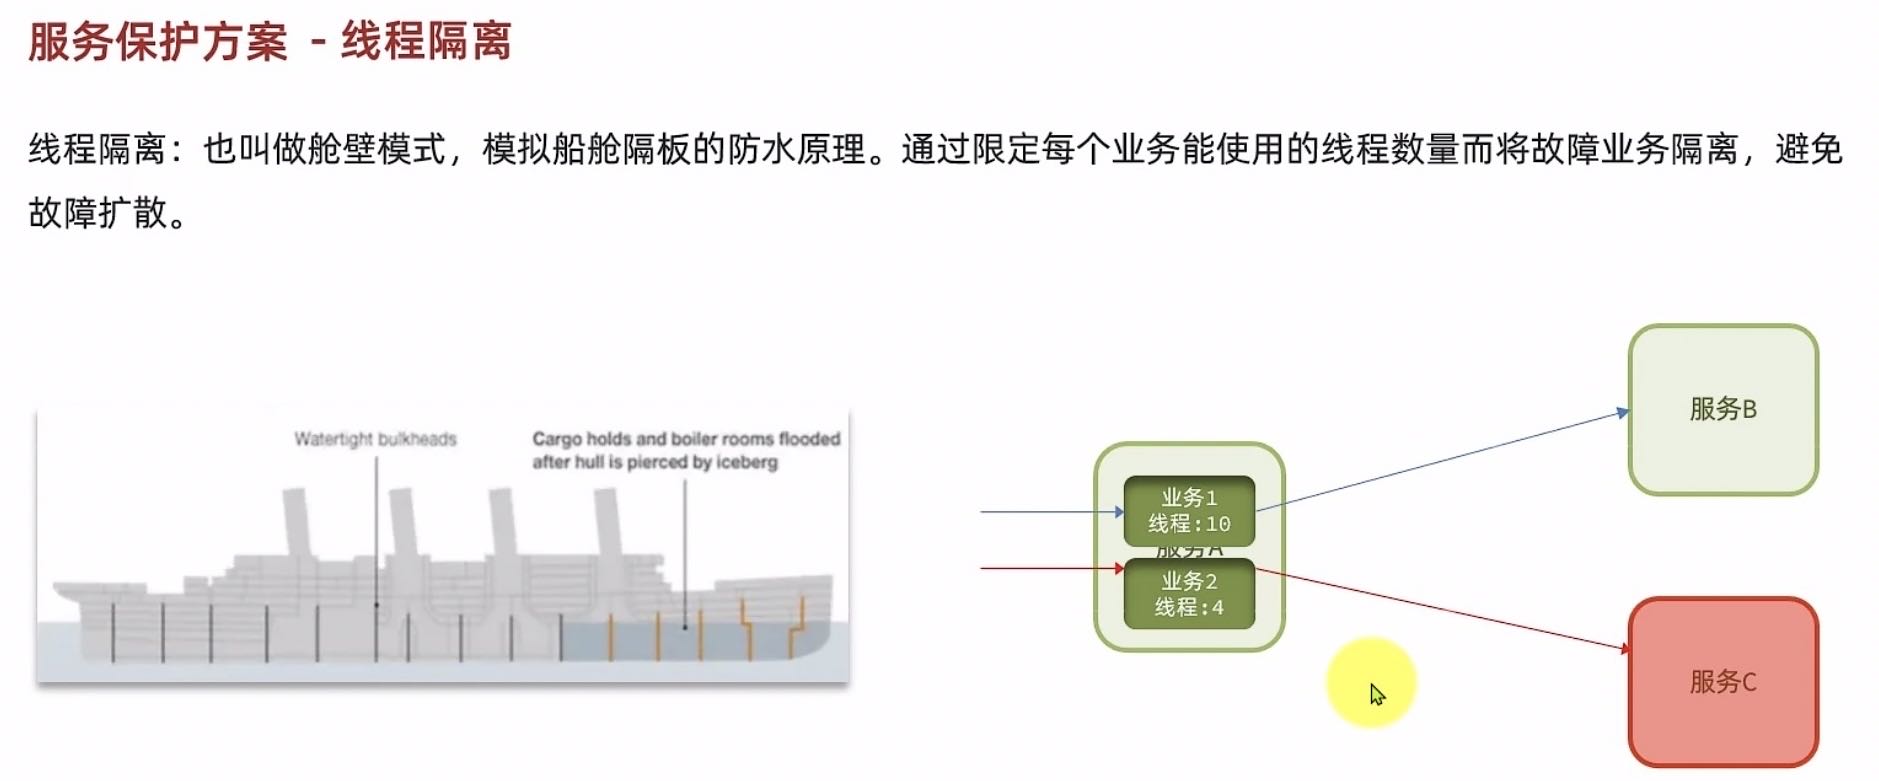 服务保护方案 - 线程隔离
线程隔离：也叫做舱壁模式，模拟船舱隔板的防水原理。通过限定每个业务能使用的线程数量而将故障业务隔离，避免
故障扩散。
Watertight bulkheads
Cargo holds and boiler rooms flooded
after hull is pierced by iceberg
业务1
线程:10
服务A
业务2
线程:4
服务B
服务C